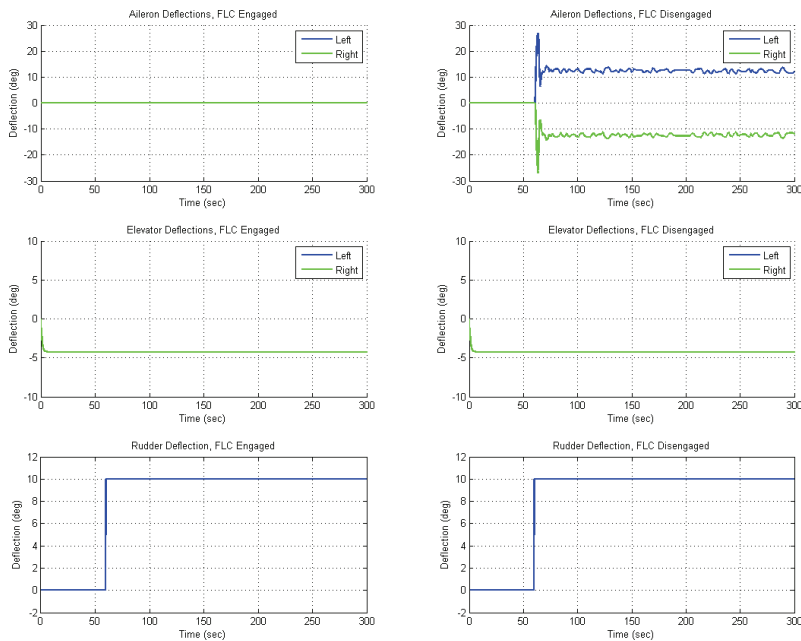 Aileron Deflections, FLC Engaged
30
20
10
0
-10
-20
-30
Deflection (deg)
Left
Right
0 50 100 150 200 250 300
Time (sec)
Aileron Deflections, FLC Disengaged
30
20
10
0
-10
-20
-30
Deflection (deg)
Left
Right
0 50 100 150 200 250 300
Time (sec)
Elevator Deflections, FLC Engaged
10
5
0
-5
-10
Deflection (deg)
Left
Right
0 50 100 150 200 250 300
Time (sec)
Elevator Deflections, FLC Disengaged
10
5
0
-5
-10
Deflection (deg)
Left
Right
0 50 100 150 200 250 300
Time (sec)
Rudder Deflection, FLC Engaged
12
10
8
6
4
2
0
-2
Deflection (deg)
0 50 100 150 200 250 300
Time (sec)
Rudder Deflection, FLC Disengaged
12
10
8
6
4
2
0
-2
Deflection (deg)
0 50 100 150 200 250 300
Time (sec)